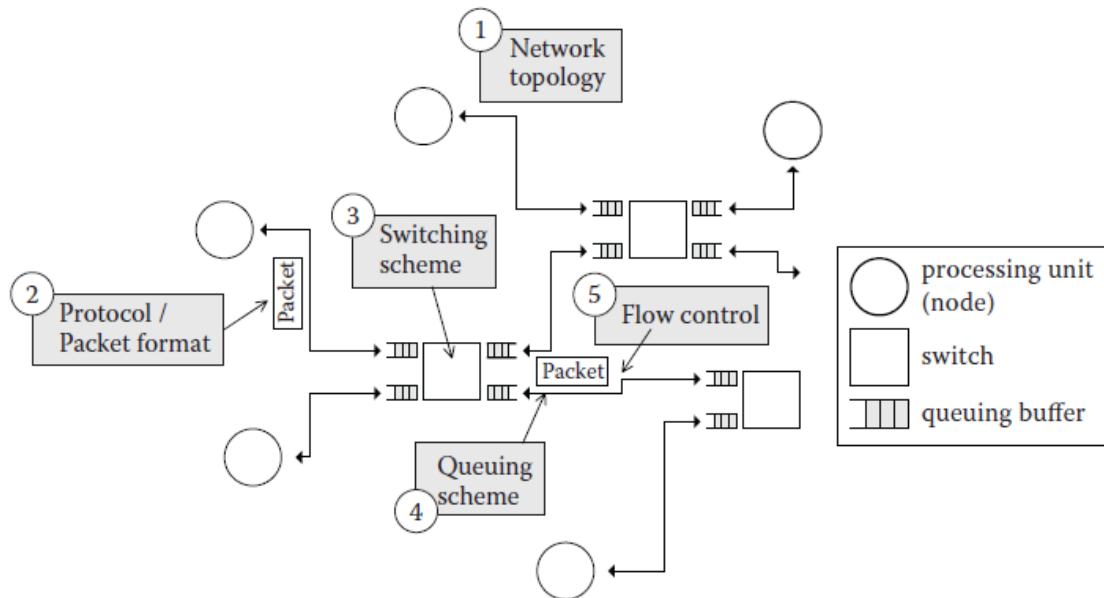 1
Network
topology
3
Switching
scheme
2
Protocol /
Packet format
Packet
5
Flow control
Packet
Queuing
scheme
4
processing unit
(node)
switch
queuing buffer